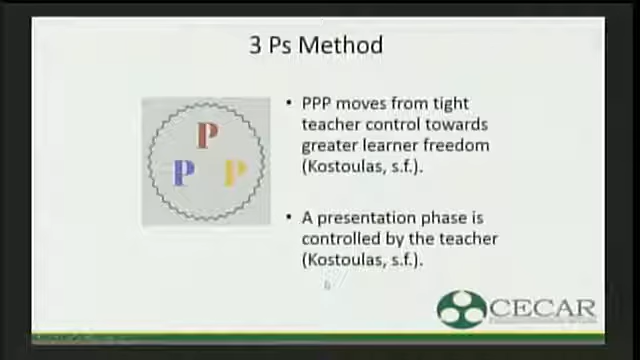 3 Ps Method
P
P P
• PPP moves from tight
teacher control towards
greater learner freedom
(Kostoulas, s.f.).
• A presentation phase is
controlled by the teacher
(Kostoulas, s.f.).
CECAR